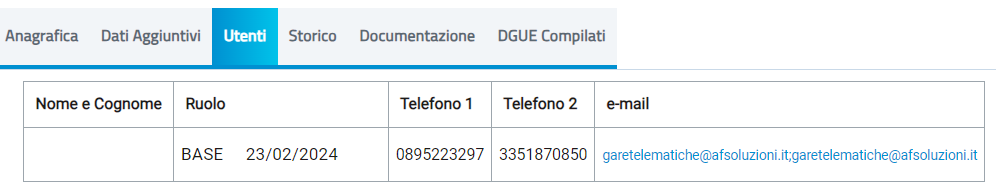 Anagrafica Dati Aggiuntivi Utenti Storico Documentazione DGUE Compilati
Nome e Cognome Ruolo Telefono 1 Telefono 2 e-mail
BASE 23/02/2024 0895223297 3351870850 garetelematiche@afsoluzioni.it;garetelematiche@afsoluzioni.it